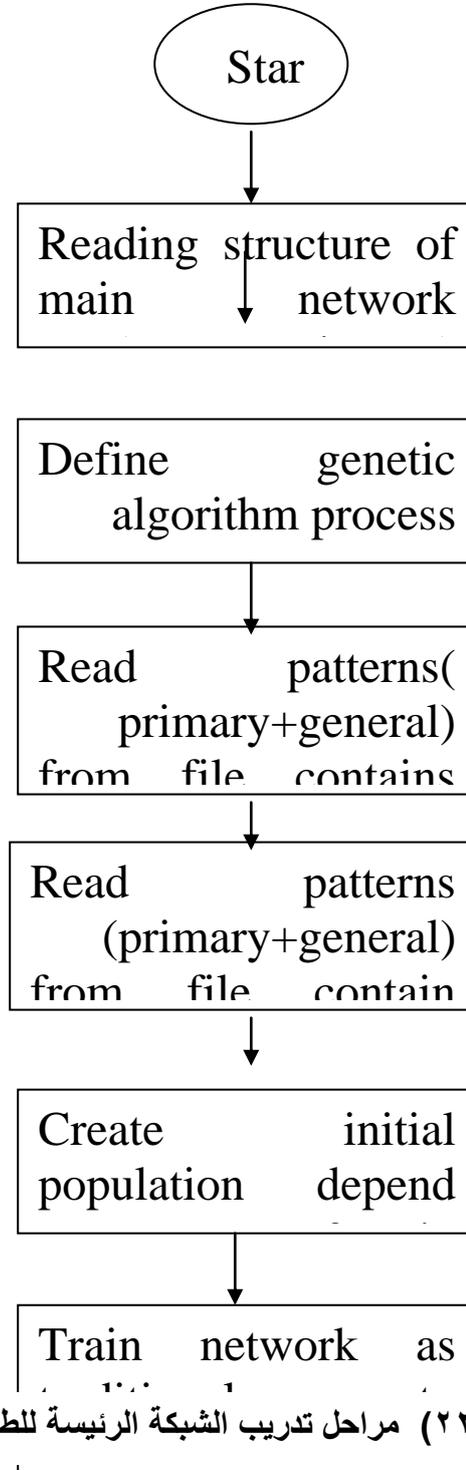 Star
Reading structure of
main network
Define genetic
algorithm process
Read patterns(
primary+general)
from file contains
Read patterns
(primary+general)
from file contain
Create initial
population depend
Train network as
٢٢) مراحل تدريب الشبكة الرئيسة